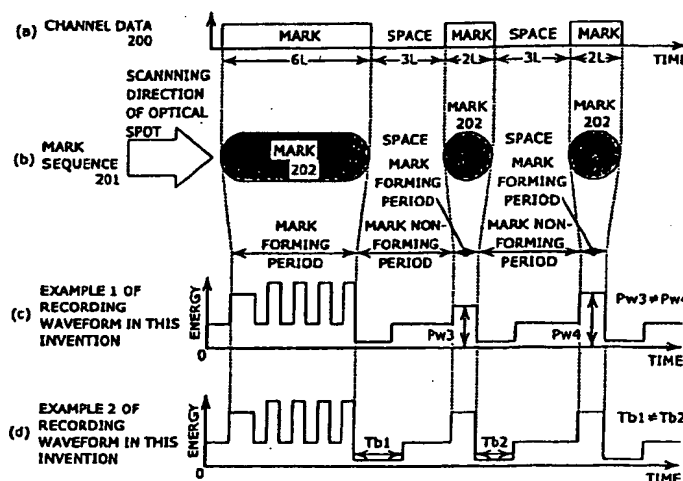 (a) CHANNEL DATA
200
MARK SPACE MARK SPACE MARK
6L 3L 2L 3L 2L
TIME
SCANNNING
DIRECTION
OF OPTICAL
SPOT
(b) MARK
SEQUENCE
201
MARK
202
SPACE
MARK
202
SPACE
MARK
202
MARK
FORMING
PERIOD
MARK
FORMING
PERIOD
MARK
FORMING
PERIOD
MARK NON-
FORMING
PERIOD
MARK NON-
FORMING
PERIOD
(c) EXAMPLE 1 OF
RECORDING
WAVEFORM IN THIS
INVENTION
ENERGY
0
Pw3
Pw4
Pw3≠Pw4
TIME
(d) EXAMPLE 2 OF
RECORDING
WAVEFORM IN THIS
INVENTION
ENERGY
0
Tb1
Tb2
Tb1≠Tb2
TIME